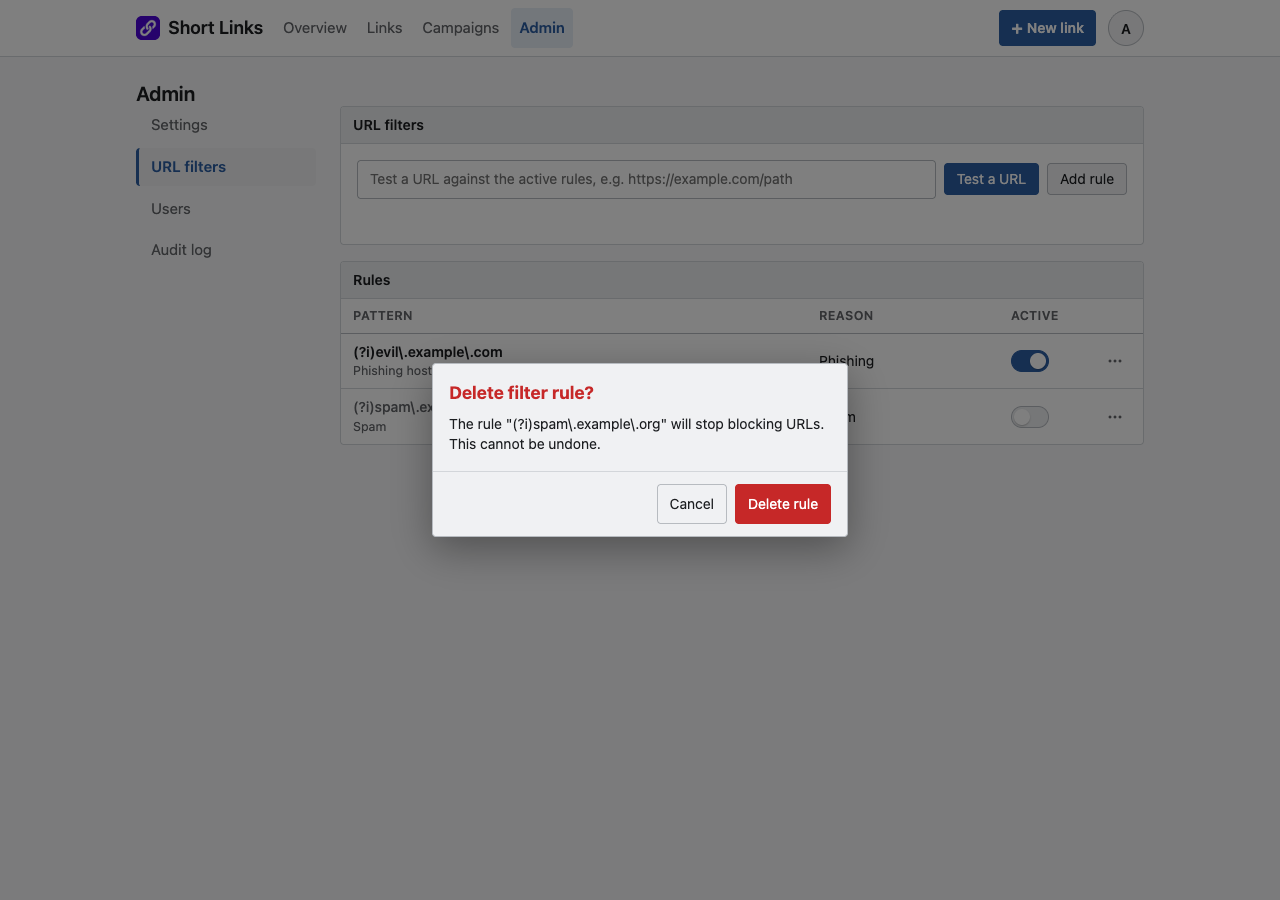 Short Links
Overview
Links
Campaigns
Admin
+ New link
A
Admin
Settings
URL filters
Users
Audit log
URL filters
Test a URL against the active rules, e.g. https://example.com/path
Test a URL
Add rule
Rules
PATTERN
REASON
ACTIVE
(?i)evil\.example\.com
Phishing host
Phishing
(?i)spam\.ex
Spam
Delete filter rule?
The rule "(?i)spam\.example\.org" will stop blocking URLs.
This cannot be undone.
Cancel
Delete rule